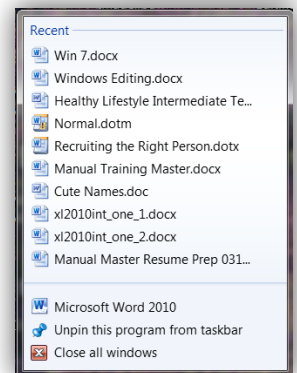 Recent
Win 7.docx
Windows Editing.docx
Healthy Lifestyle Intermediate Te...
Normal.dotm
Recruiting the Right Person.dotx
Manual Training Master.docx
Cute Names.doc
xl2010int_one_1.docx
xl2010int_one_2.docx
Manual Master Resume Prep 031...
Microsoft Word 2010
Unpin this program from taskbar
Close all windows